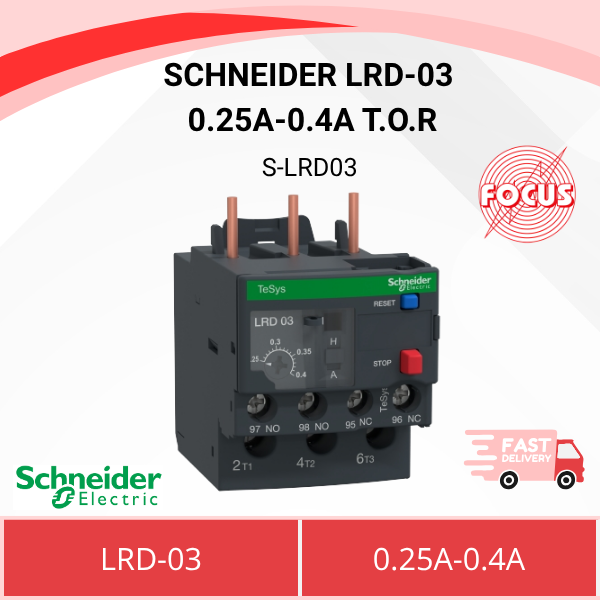 SCHNEIDER LRD-03
0.25A-0.4A T.O.R
S-LRD03
FOCUS
TeSys
Schneider
Electric
RESET
LRD 03
I
0.3
.25
0.35
0.4
H
A
STOP
TeSys
97 NO
98 NO
95 NC
96 NC
2T1
4T2
6T3
Schneider
Electric
FAST
DELIVERY
LRD-03
0.25A-0.4A